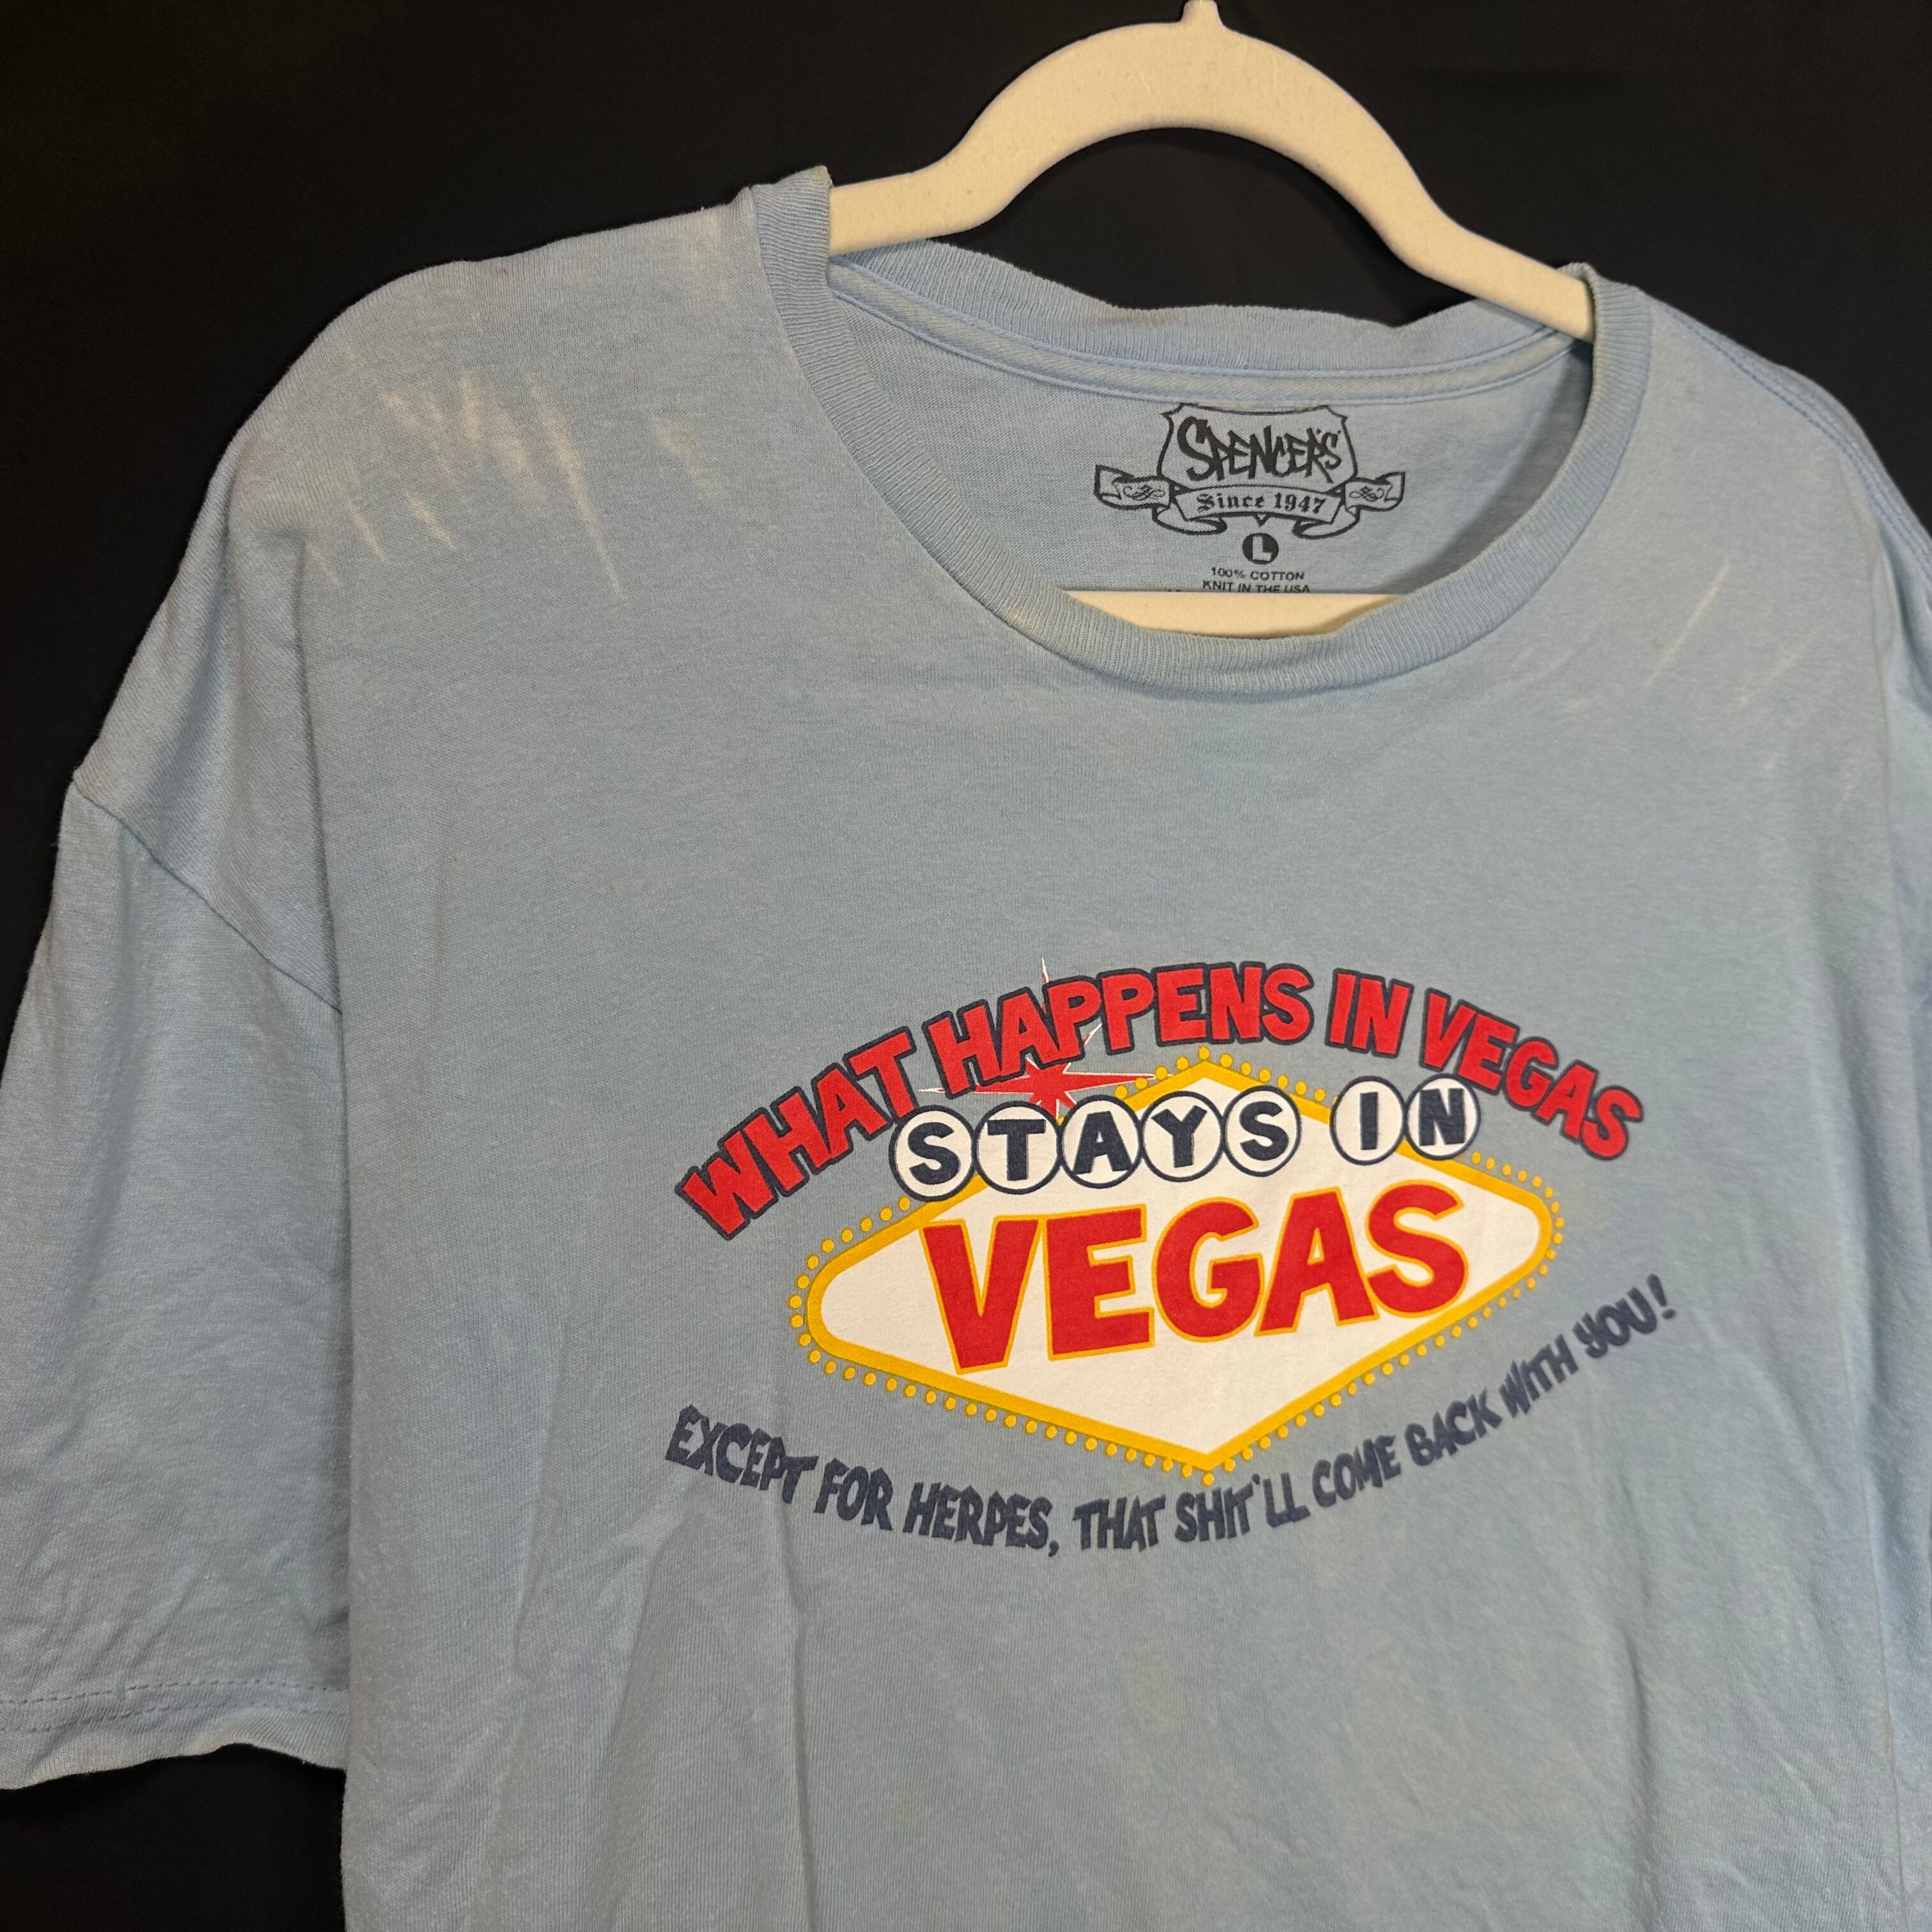 SPENCER'S
Since 1947
L
100% COTTON
KNIT IN THE USA
WHAT HAPPENS IN VEGAS
STAYS IN
VEGAS
EXCEPT FOR HERPES, THAT SHIT'LL COME BACK WITH YOU!